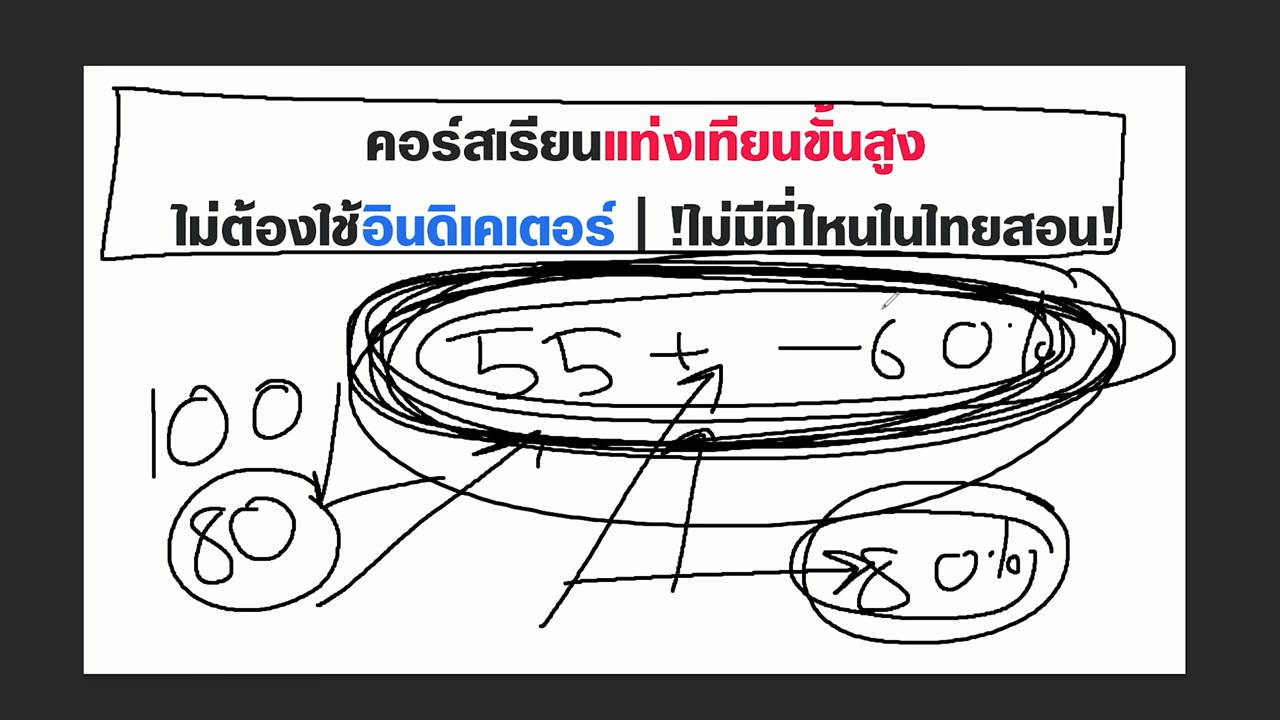 คอร์สเรียนแท่งเทียนขั้นสูง
ไม่ต้องใช้อินดิเคเตอร์ | !ไม่มีที่ไหนในไทยสอน!
55+ — 60%
100
80
80%